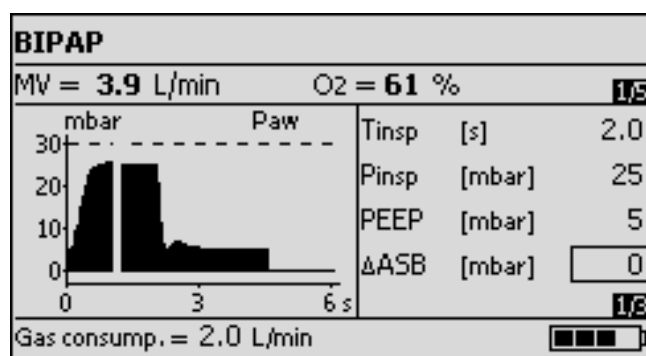 BIPAP
MV = 3.9 L/min O2 = 61 %
1/5
mbar Paw
30
20
10
0
0 3 6 s
Tinsp [s] 2.0
Pinsp [mbar] 25
PEEP [mbar] 5
ΔASB [mbar] 0
1/3
Gas consump. = 2.0 L/min